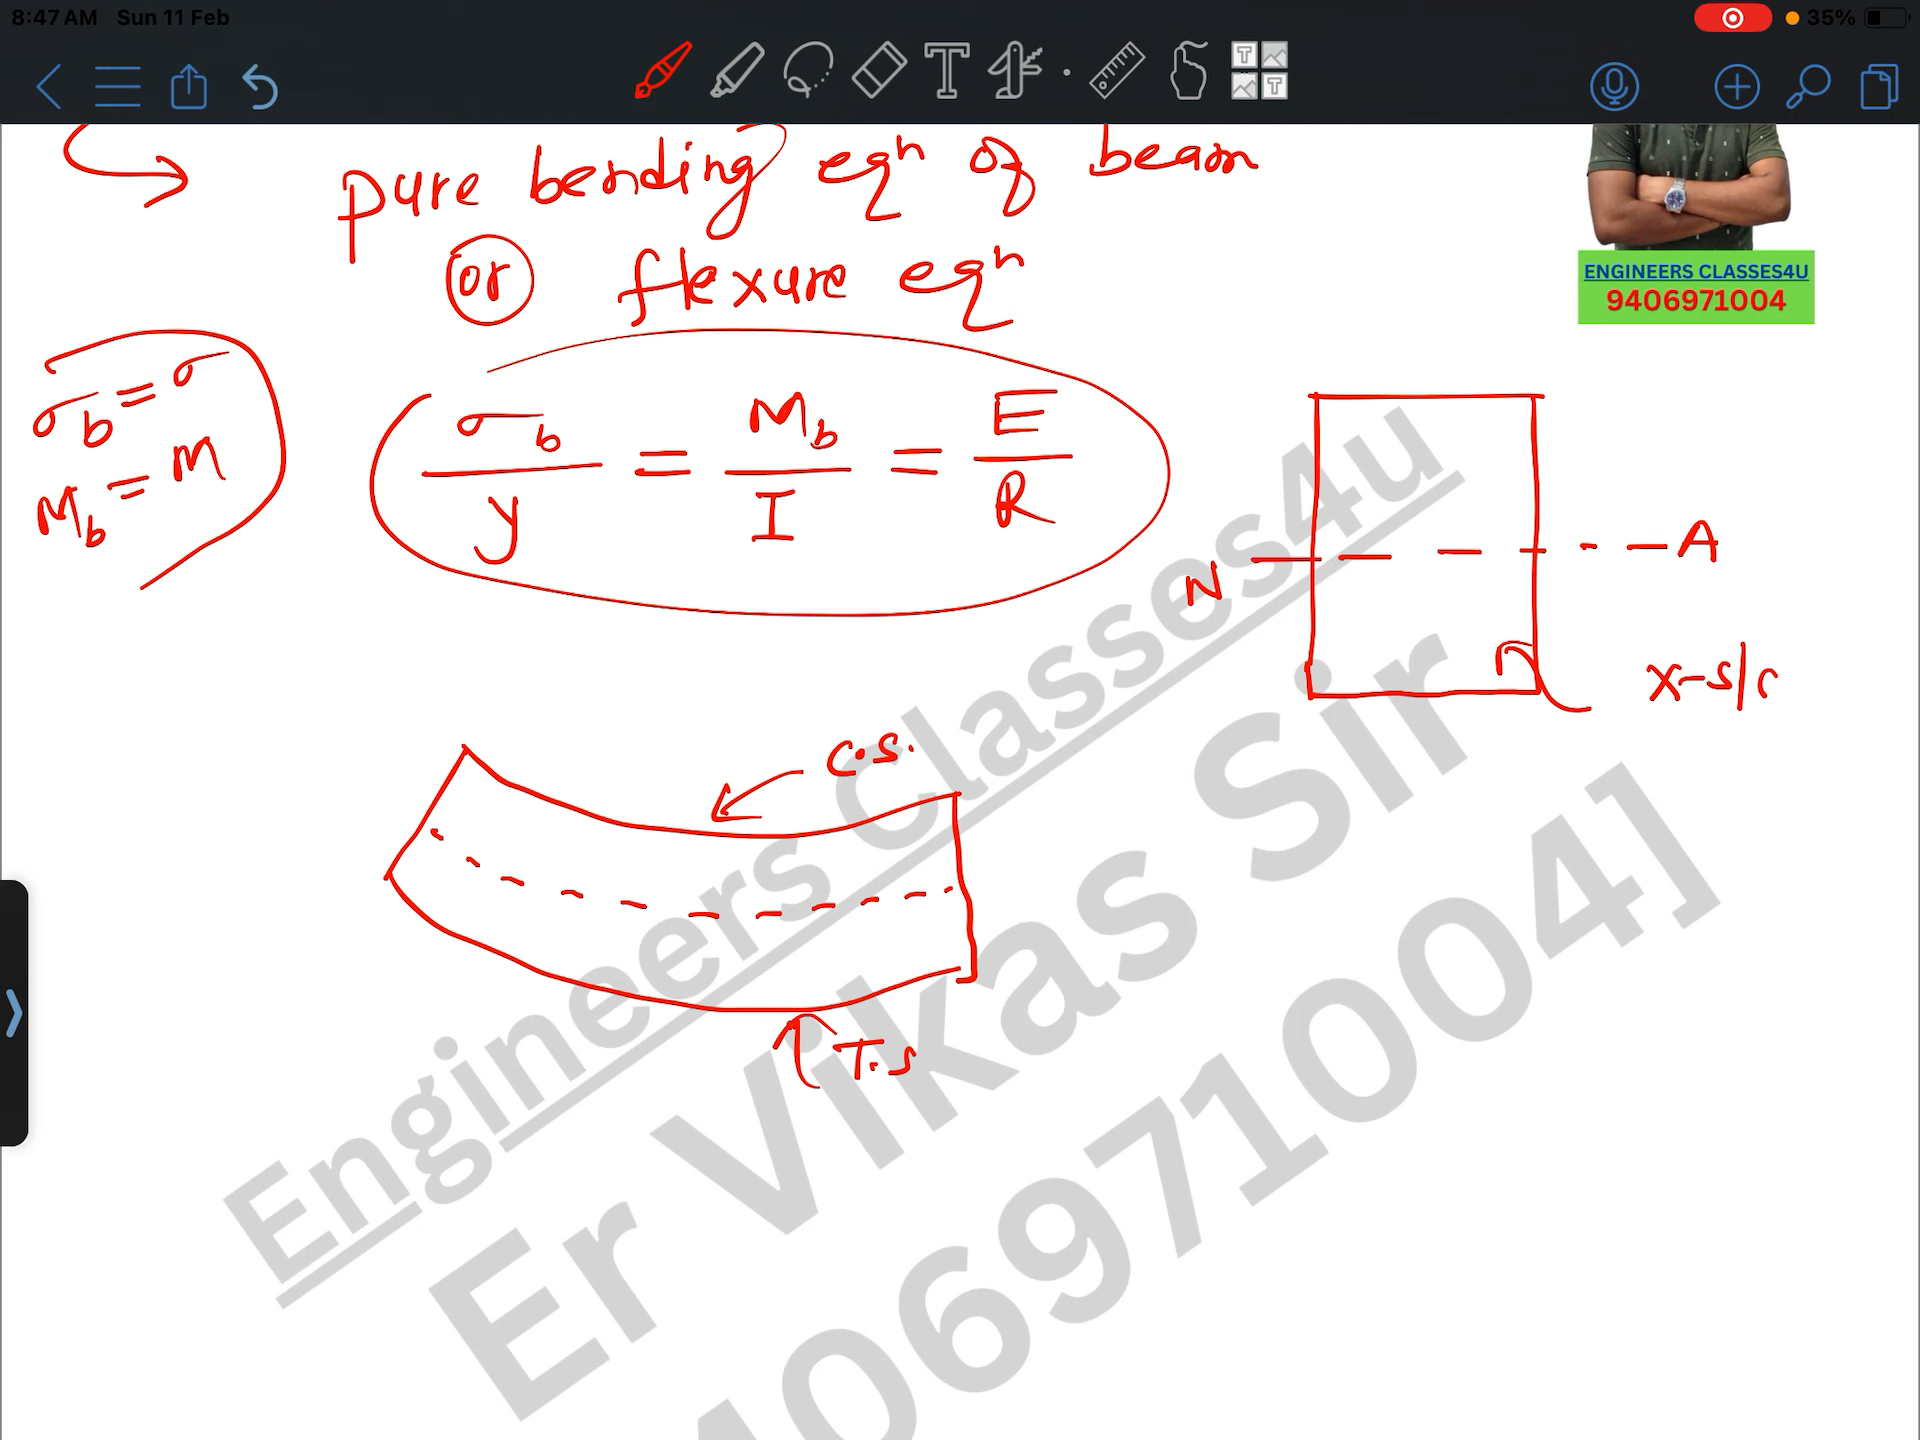 8:47 AM Sun 11 Feb
35%
pure bending eqⁿ of beam
or flexure eqⁿ
ENGINEERS CLASSES4U
9406971004
σb = σ
Mb = M
σb/y = Mb/I = E/R
N A
x-s/c
C.S.
T.S
Engineers Classes4u
Er Vikas Sir
406971004]